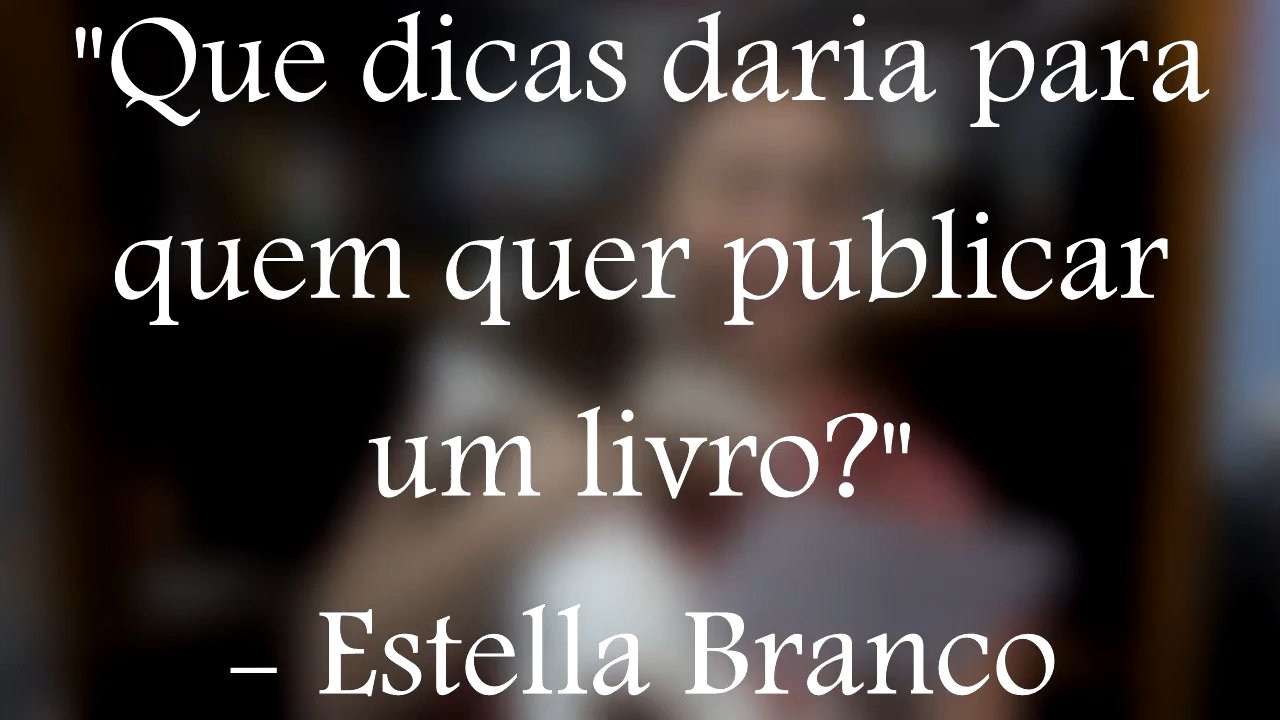 "Que dicas daria para
quem quer publicar
um livro?"
– Estella Branco